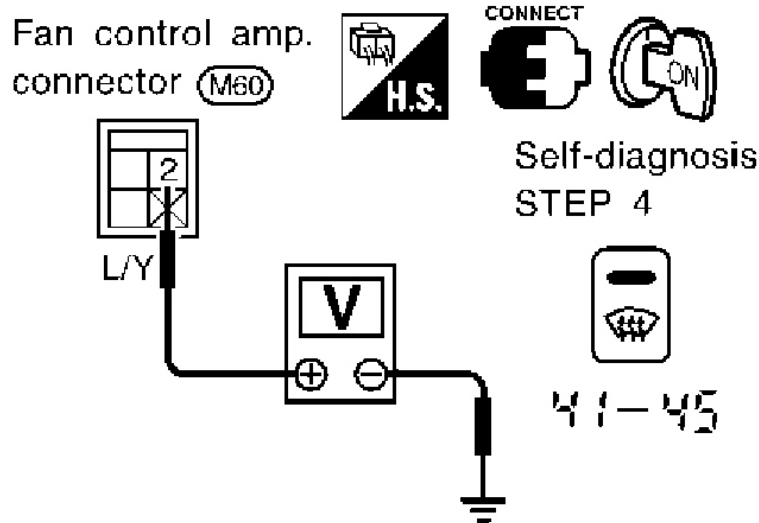 Fan control amp.
connector M60
H.S.
CONNECT
ON
Self-diagnosis
STEP 4
2
L/Y
V
+ −
41–45